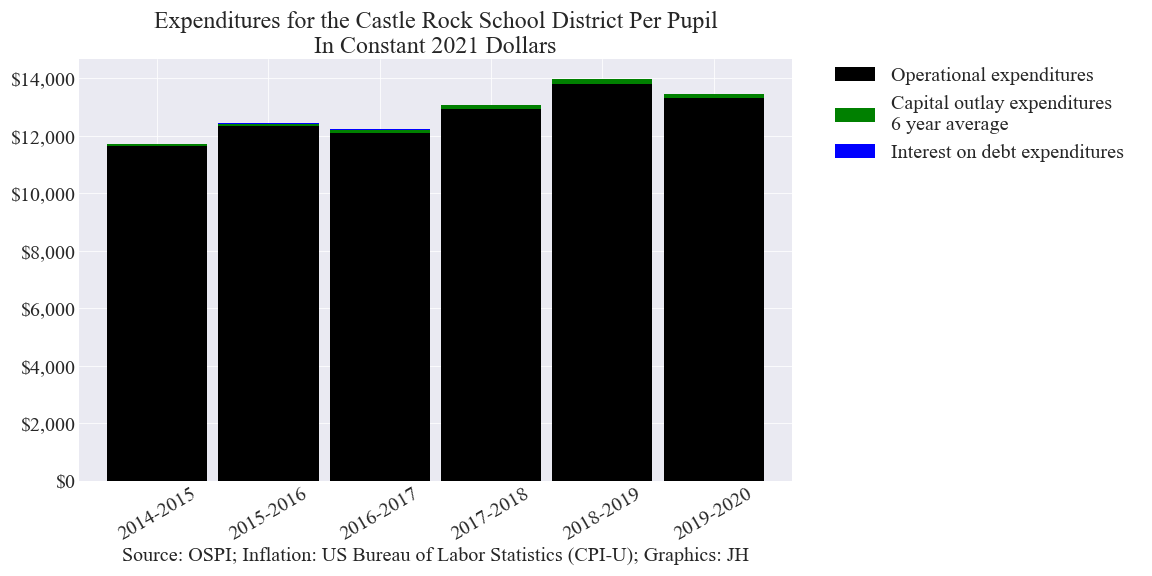 Expenditures for the Castle Rock School District Per Pupil
In Constant 2021 Dollars
$14,000
$12,000
$10,000
$8,000
$6,000
$4,000
$2,000
$0
2014-2015
2015-2016
2016-2017
2017-2018
2018-2019
2019-2020
Source: OSPI; Inflation: US Bureau of Labor Statistics (CPI-U); Graphics: JH
Operational expenditures
Capital outlay expenditures
6 year average
Interest on debt expenditures